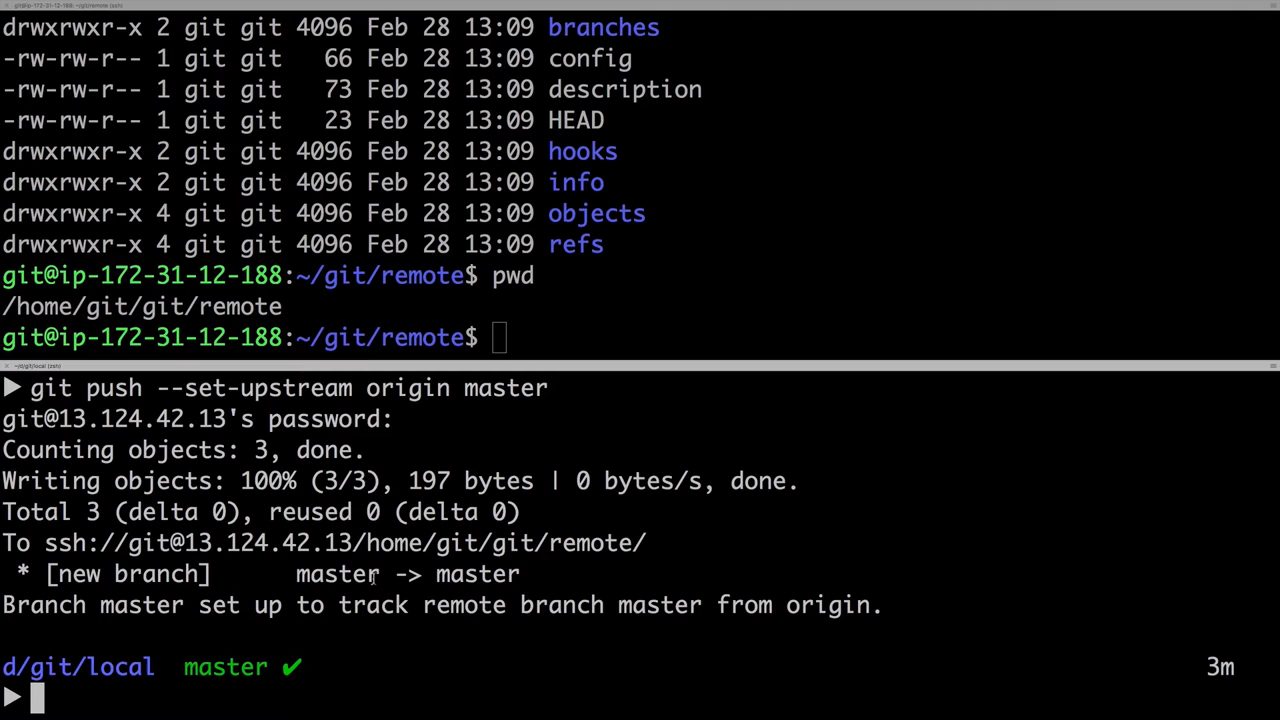 ~/git/remote (ssh)
drwxrwxr-x 2 git git 4096 Feb 28 13:09 branches
-rw-rw-r-- 1 git git   66 Feb 28 13:09 config
-rw-rw-r-- 1 git git   73 Feb 28 13:09 description
-rw-rw-r-- 1 git git   23 Feb 28 13:09 HEAD
drwxrwxr-x 2 git git 4096 Feb 28 13:09 hooks
drwxrwxr-x 2 git git 4096 Feb 28 13:09 info
drwxrwxr-x 4 git git 4096 Feb 28 13:09 objects
drwxrwxr-x 4 git git 4096 Feb 28 13:09 refs
git@ip-172-31-12-188:~/git/remote$ pwd
/home/git/git/remote
git@ip-172-31-12-188:~/git/remote$
~/d/git/local (zsh)
▶ git push --set-upstream origin master
git@13.124.42.13's password:
Counting objects: 3, done.
Writing objects: 100% (3/3), 197 bytes | 0 bytes/s, done.
Total 3 (delta 0), reused 0 (delta 0)
To ssh://git@13.124.42.13/home/git/git/remote/
 * [new branch]      master -> master
Branch master set up to track remote branch master from origin.
d/git/local  master ✔ 3m
▶